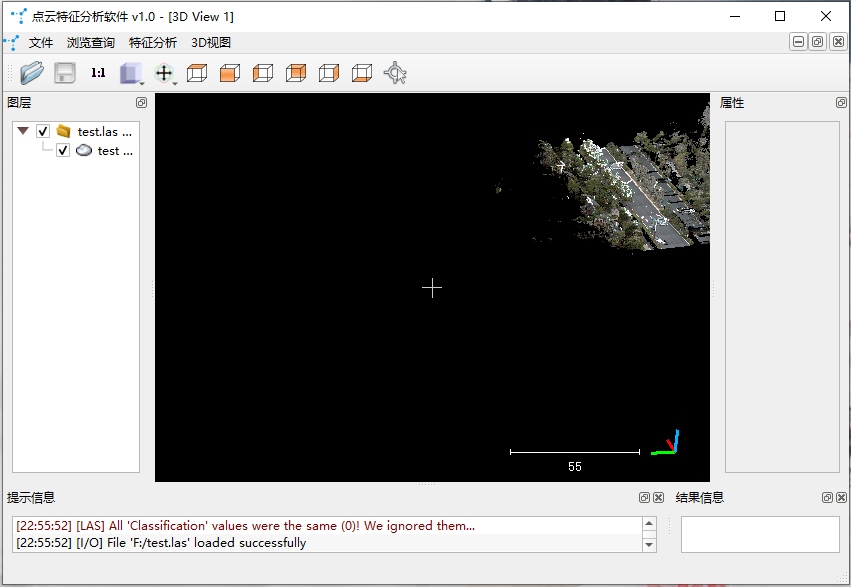 点云特征分析软件 v1.0 - [3D View 1]
文件 浏览查询 特征分析 3D视图
1:1
图层
属性
test.las ...
test ...
55
提示信息
结果信息
[22:55:52] [LAS] All 'Classification' values were the same (0)! We ignored them...
[22:55:52] [I/O] File 'F:/test.las' loaded successfully